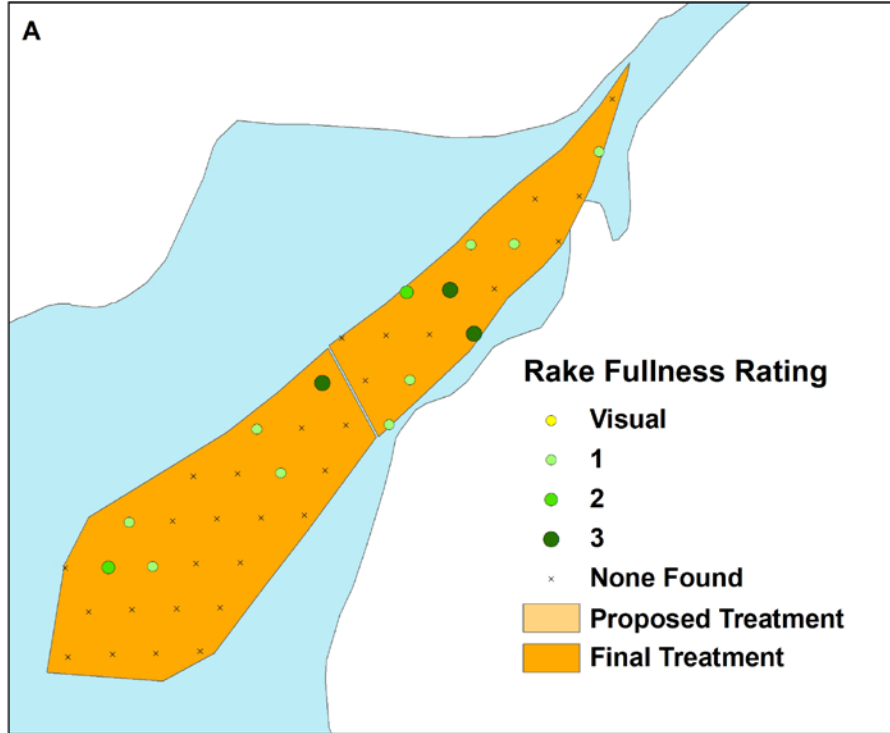 A
Rake Fullness Rating
Visual
1
2
3
None Found
Proposed Treatment
Final Treatment